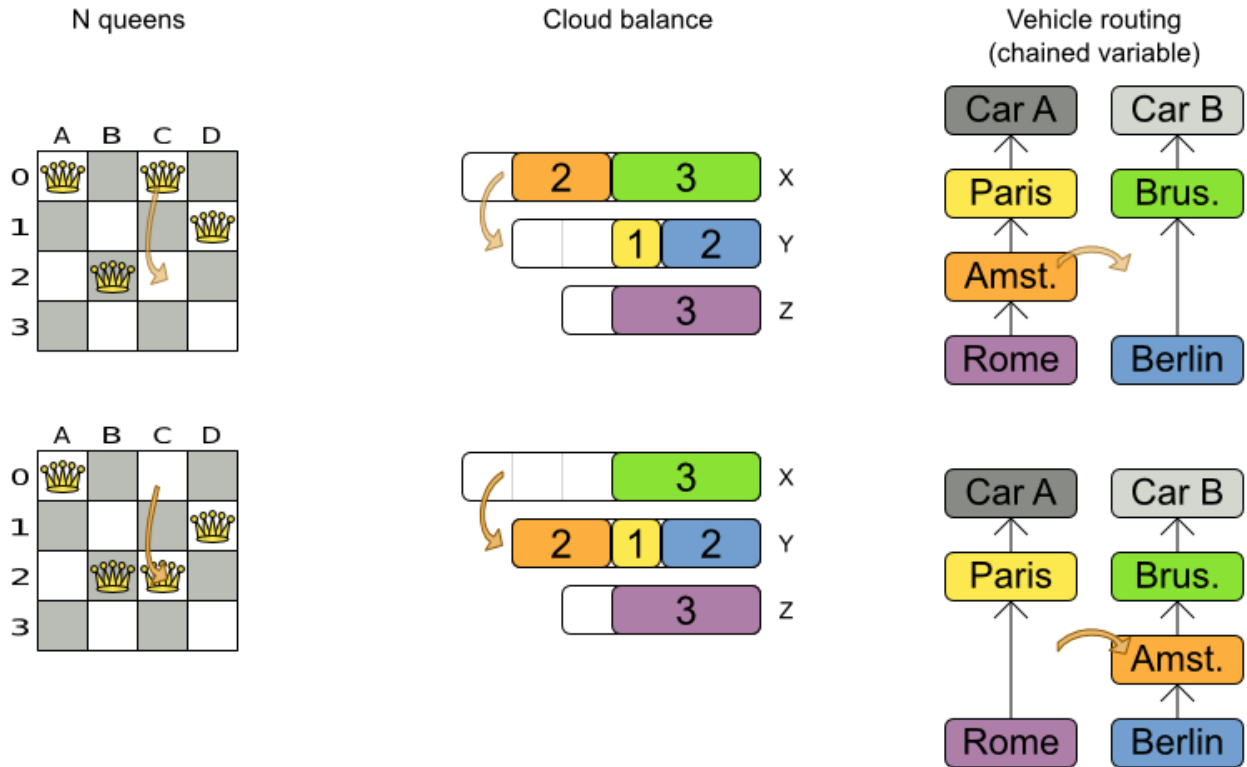 N queens
Cloud balance
Vehicle routing
(chained variable)
A B C D
0
1
2
3
2 3 X
1 2 Y
3 Z
Car A Car B
Paris Brus.
Amst.
Rome Berlin
A B C D
0
1
2
3
3 X
2 1 2 Y
3 Z
Car A Car B
Paris Brus.
Amst.
Rome Berlin